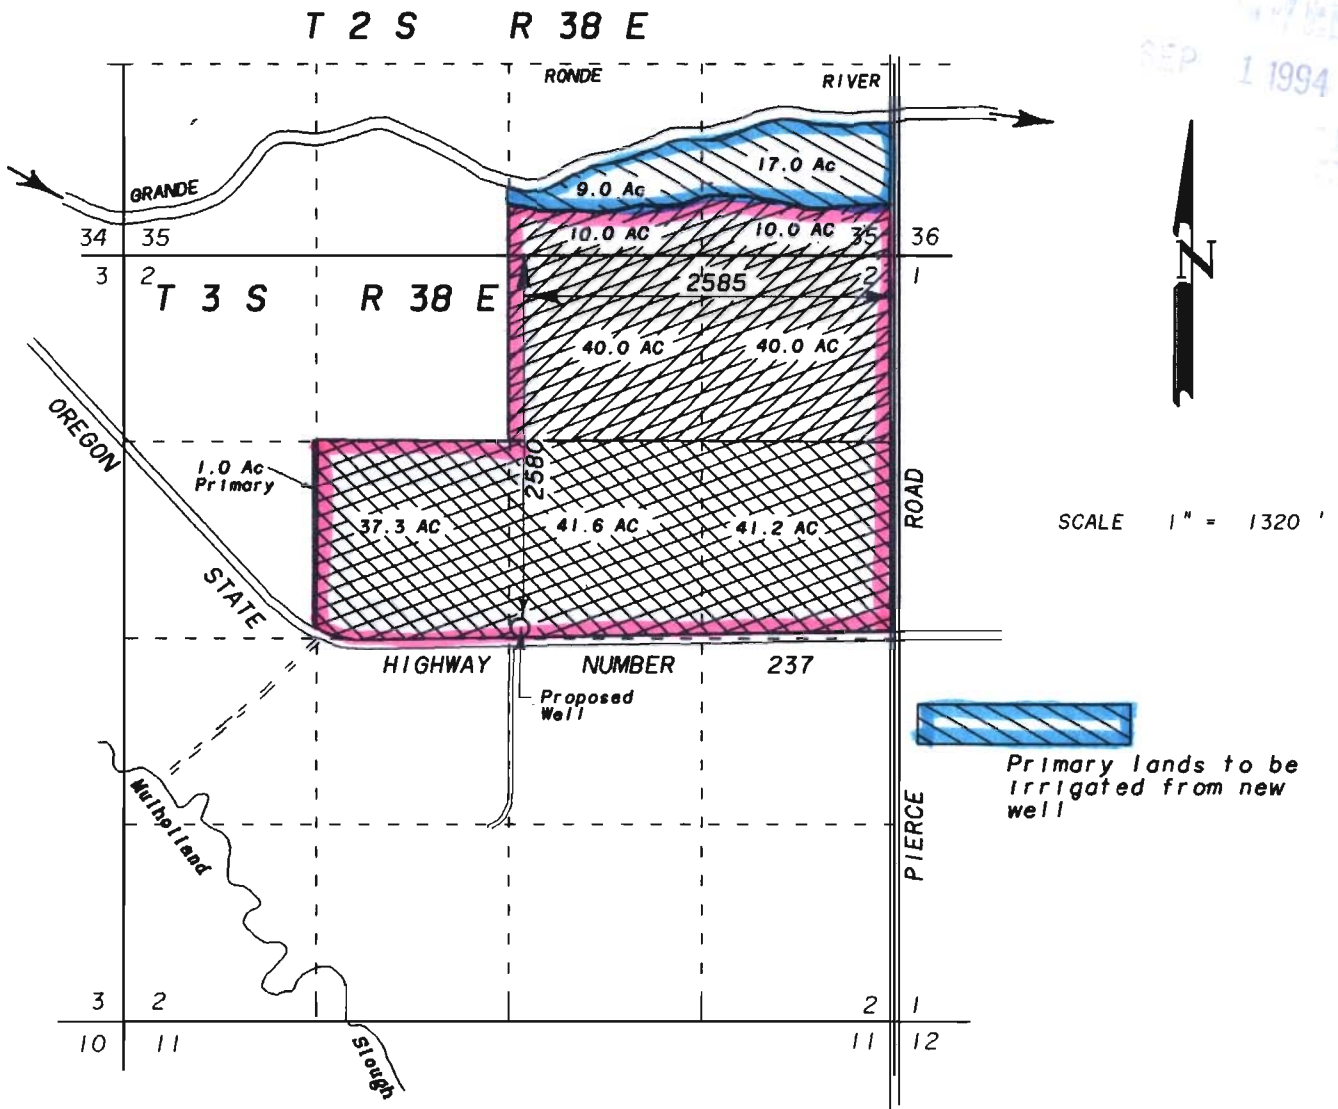 T 2 S R 38 E
SEP 1 1994
RONDE
RIVER
17.0 Ac
9.0 Ac
GRANDE
10.0 AC
10.0 AC
34 35
35 36
3 2
2 1
T 3 S R 38 E
2585
40.0 AC
40.0 AC
OREGON
1.0 Ac
Primary
2580
37.3 AC
41.6 AC
41.2 AC
ROAD
SCALE 1" = 1320 '
N
STATE
HIGHWAY NUMBER 237
Proposed
Well
Primary lands to be
irrigated from new
well
Mulholland
PIERCE
3 2
2 1
10 11
11 12
Slough